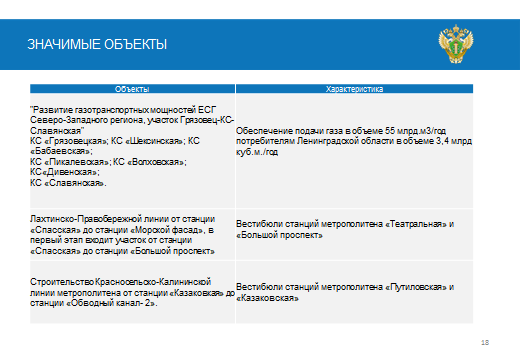 ЗНАЧИМЫЕ ОБЪЕКТЫ
Объекты
Характеристика
"Развитие газотранспортных мощностей ЕСГ
Северо-Западного региона, участок Грязовец-КС-
Славянская"
КС «Грязовецкая»; КС «Шекснинская»; КС
«Бабаевская»;
КС «Пикалевская»; КС «Волховская»;
КС«Дивенская»;
КС «Славянская».
Обеспечение подачи газа в объеме 55 млрд.м3/год
потребителям Ленинградской области в объеме 3,4 млрд
куб.м./год
Лахтинско-Правобережной линии от станции
«Спасская» до станции «Морской фасад», в
первый этап входит участок от станции
«Спасская» до станции «Большой проспект»
Вестибюли станций метрополитена «Театральная» и
«Большой проспект»
Строительство Красносельско-Калининской
линии метрополитена от станции «Казаковкая» до
станции «Обводный канал- 2».
Вестибюли станций метрополитена «Путиловская» и
«Казаковская»
18